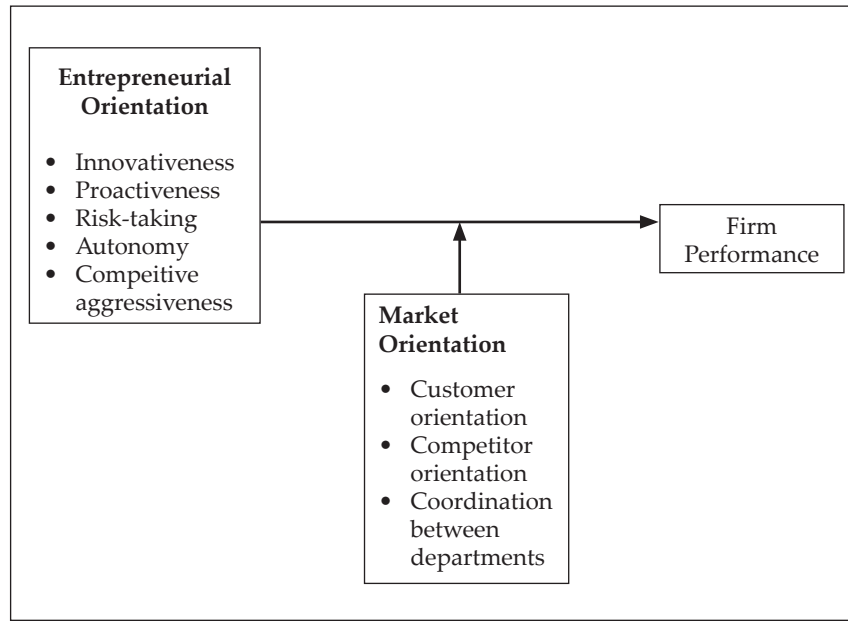 Entrepreneurial
Orientation
• Innovativeness
• Proactiveness
• Risk-taking
• Autonomy
• Compeitive
aggressiveness
Firm
Performance
Market
Orientation
• Customer
orientation
• Competitor
orientation
• Coordination
between
departments